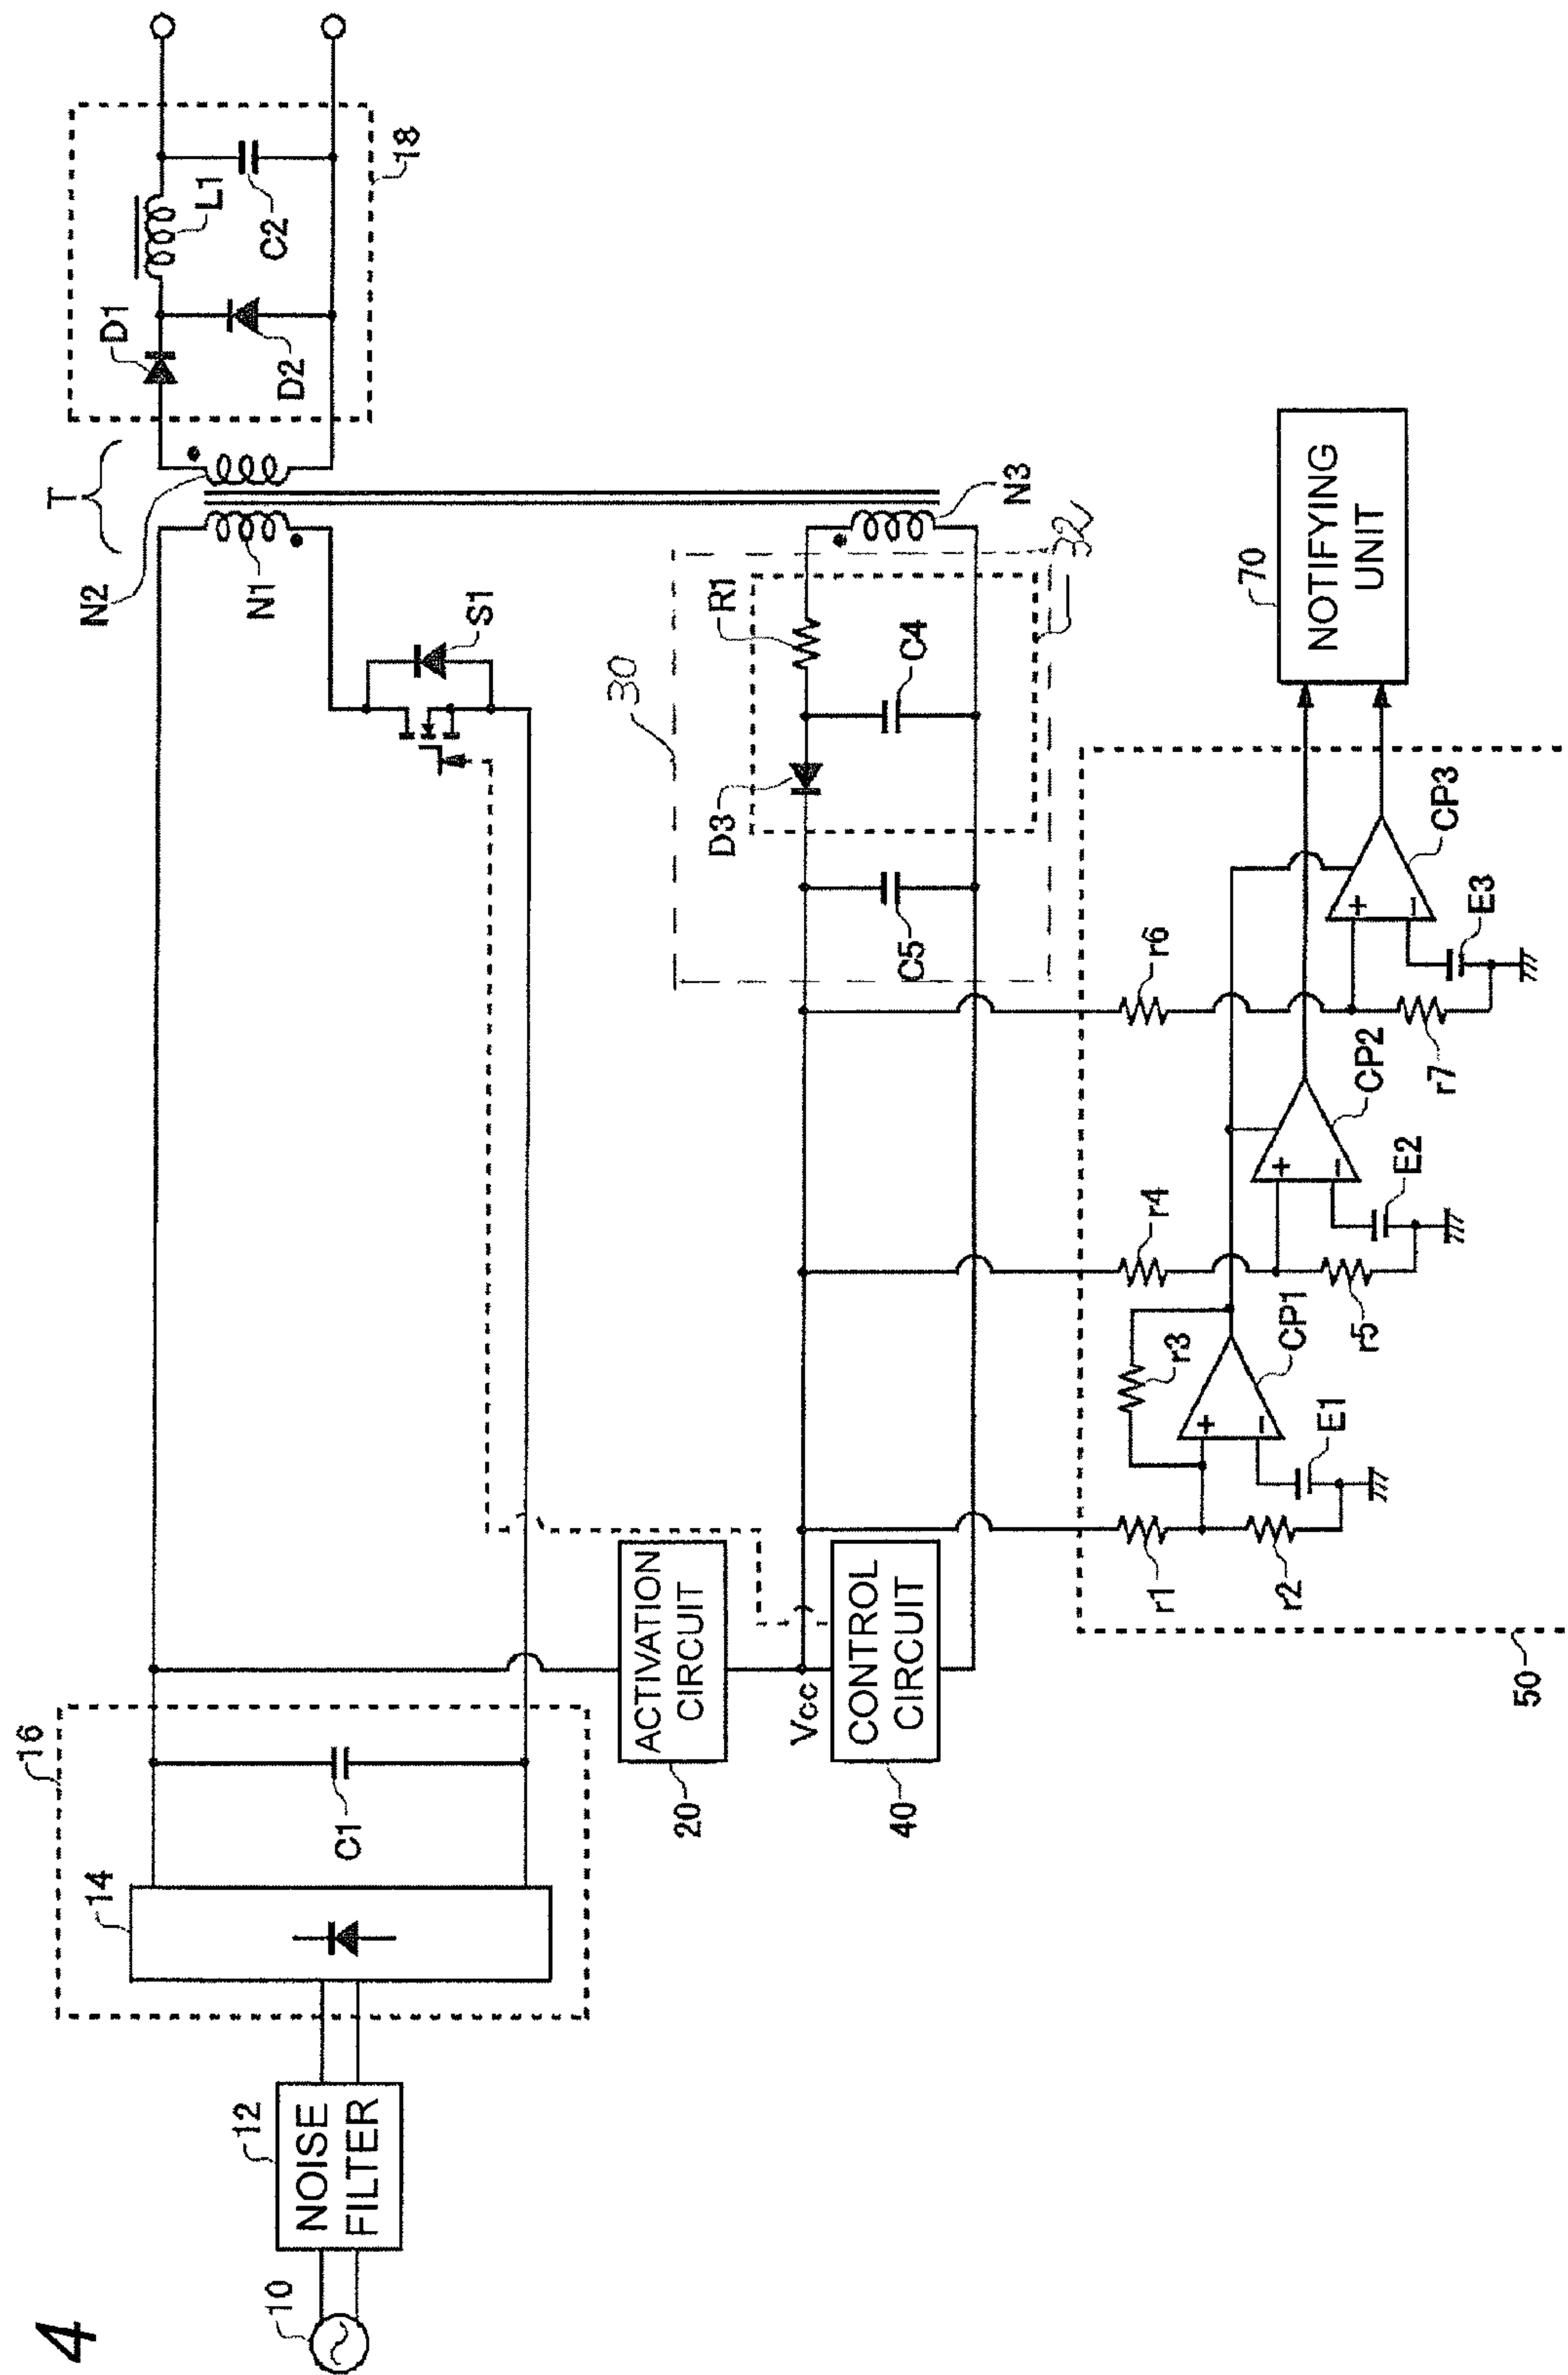 4
10
12
NOISE
FILTER
14
16
C1
20
ACTIVATION
CIRCUIT
Vcc
40
CONTROL
CIRCUIT
T
N2
N1
S1
N3
D1
D2
L1
C2
18
30
32
R1
D3
C4
C5
50
r1
r2
r3
+
−
CP1
E1
r4
r5
+
−
CP2
E2
r6
r7
+
−
CP3
E3
70
NOTIFYING
UNIT